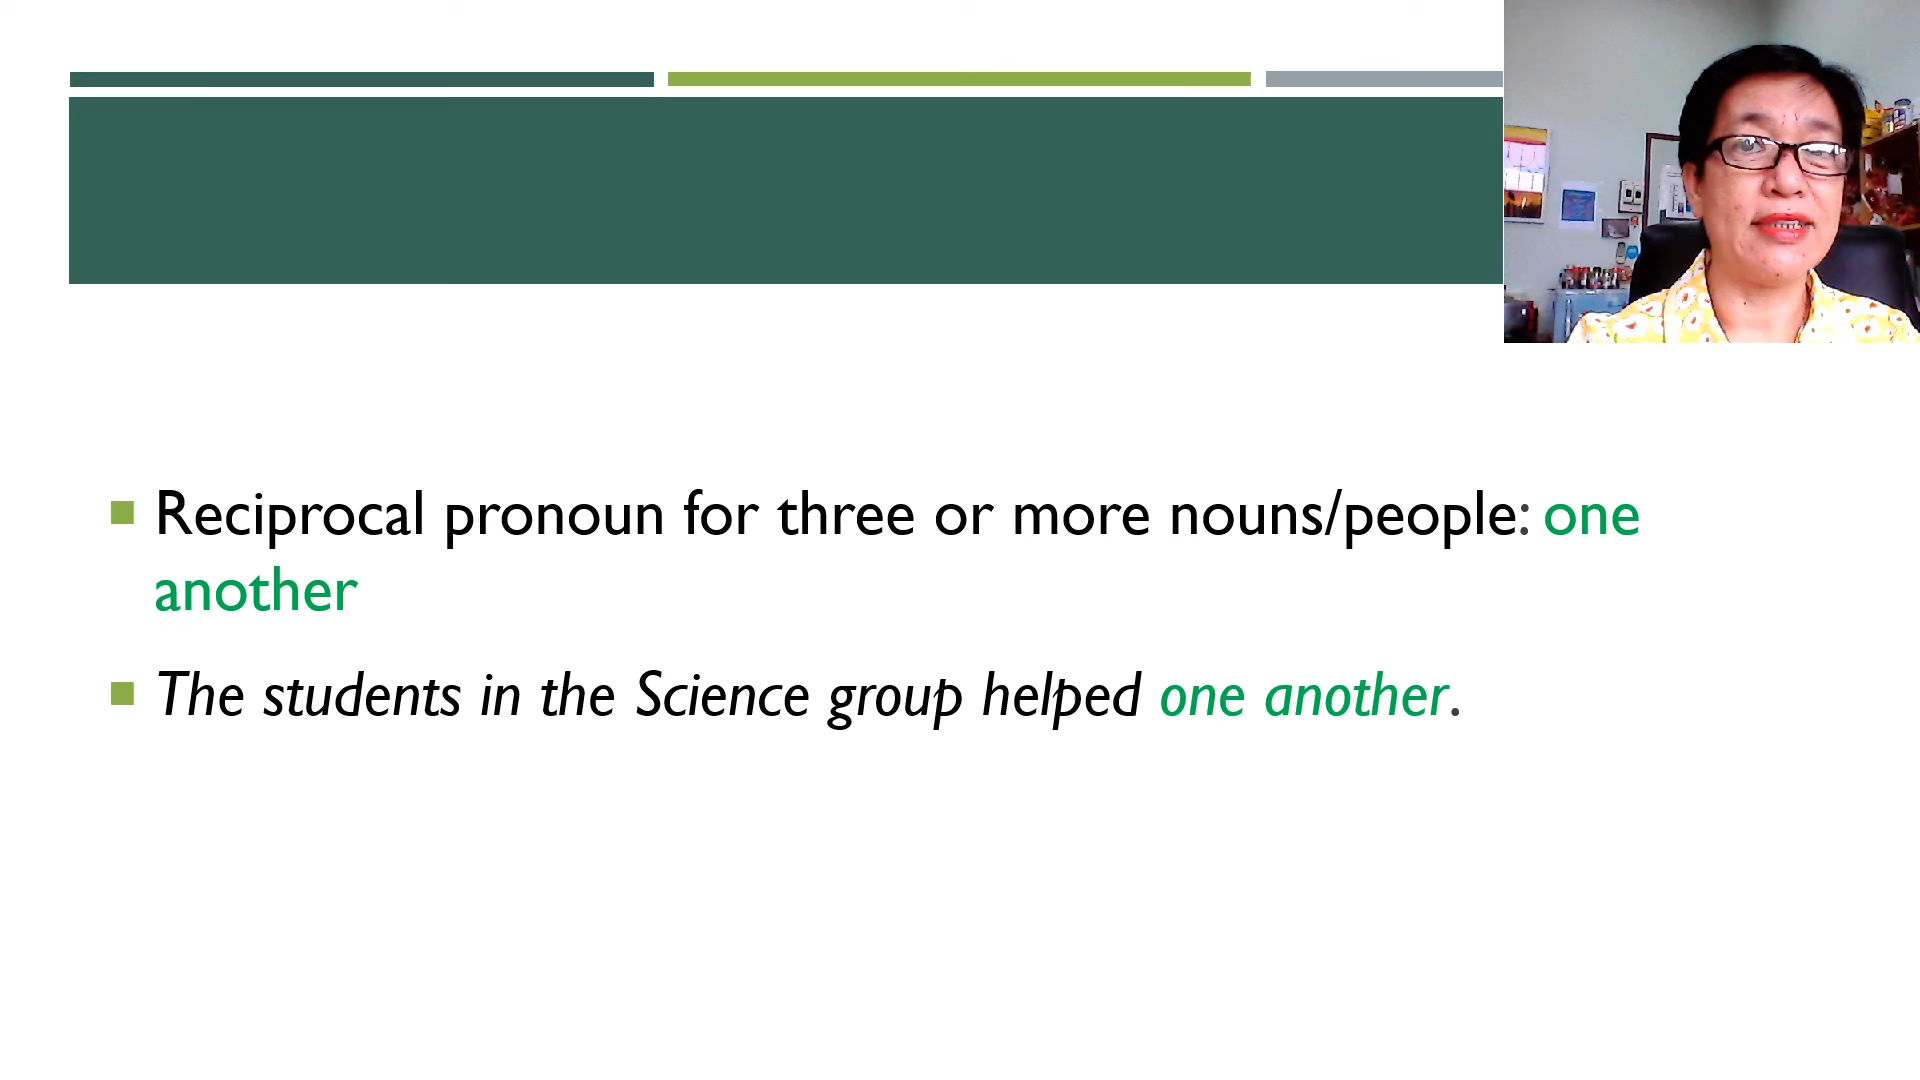 Reciprocal pronoun for three or more nouns/people: one
another
The students in the Science group helped one another.